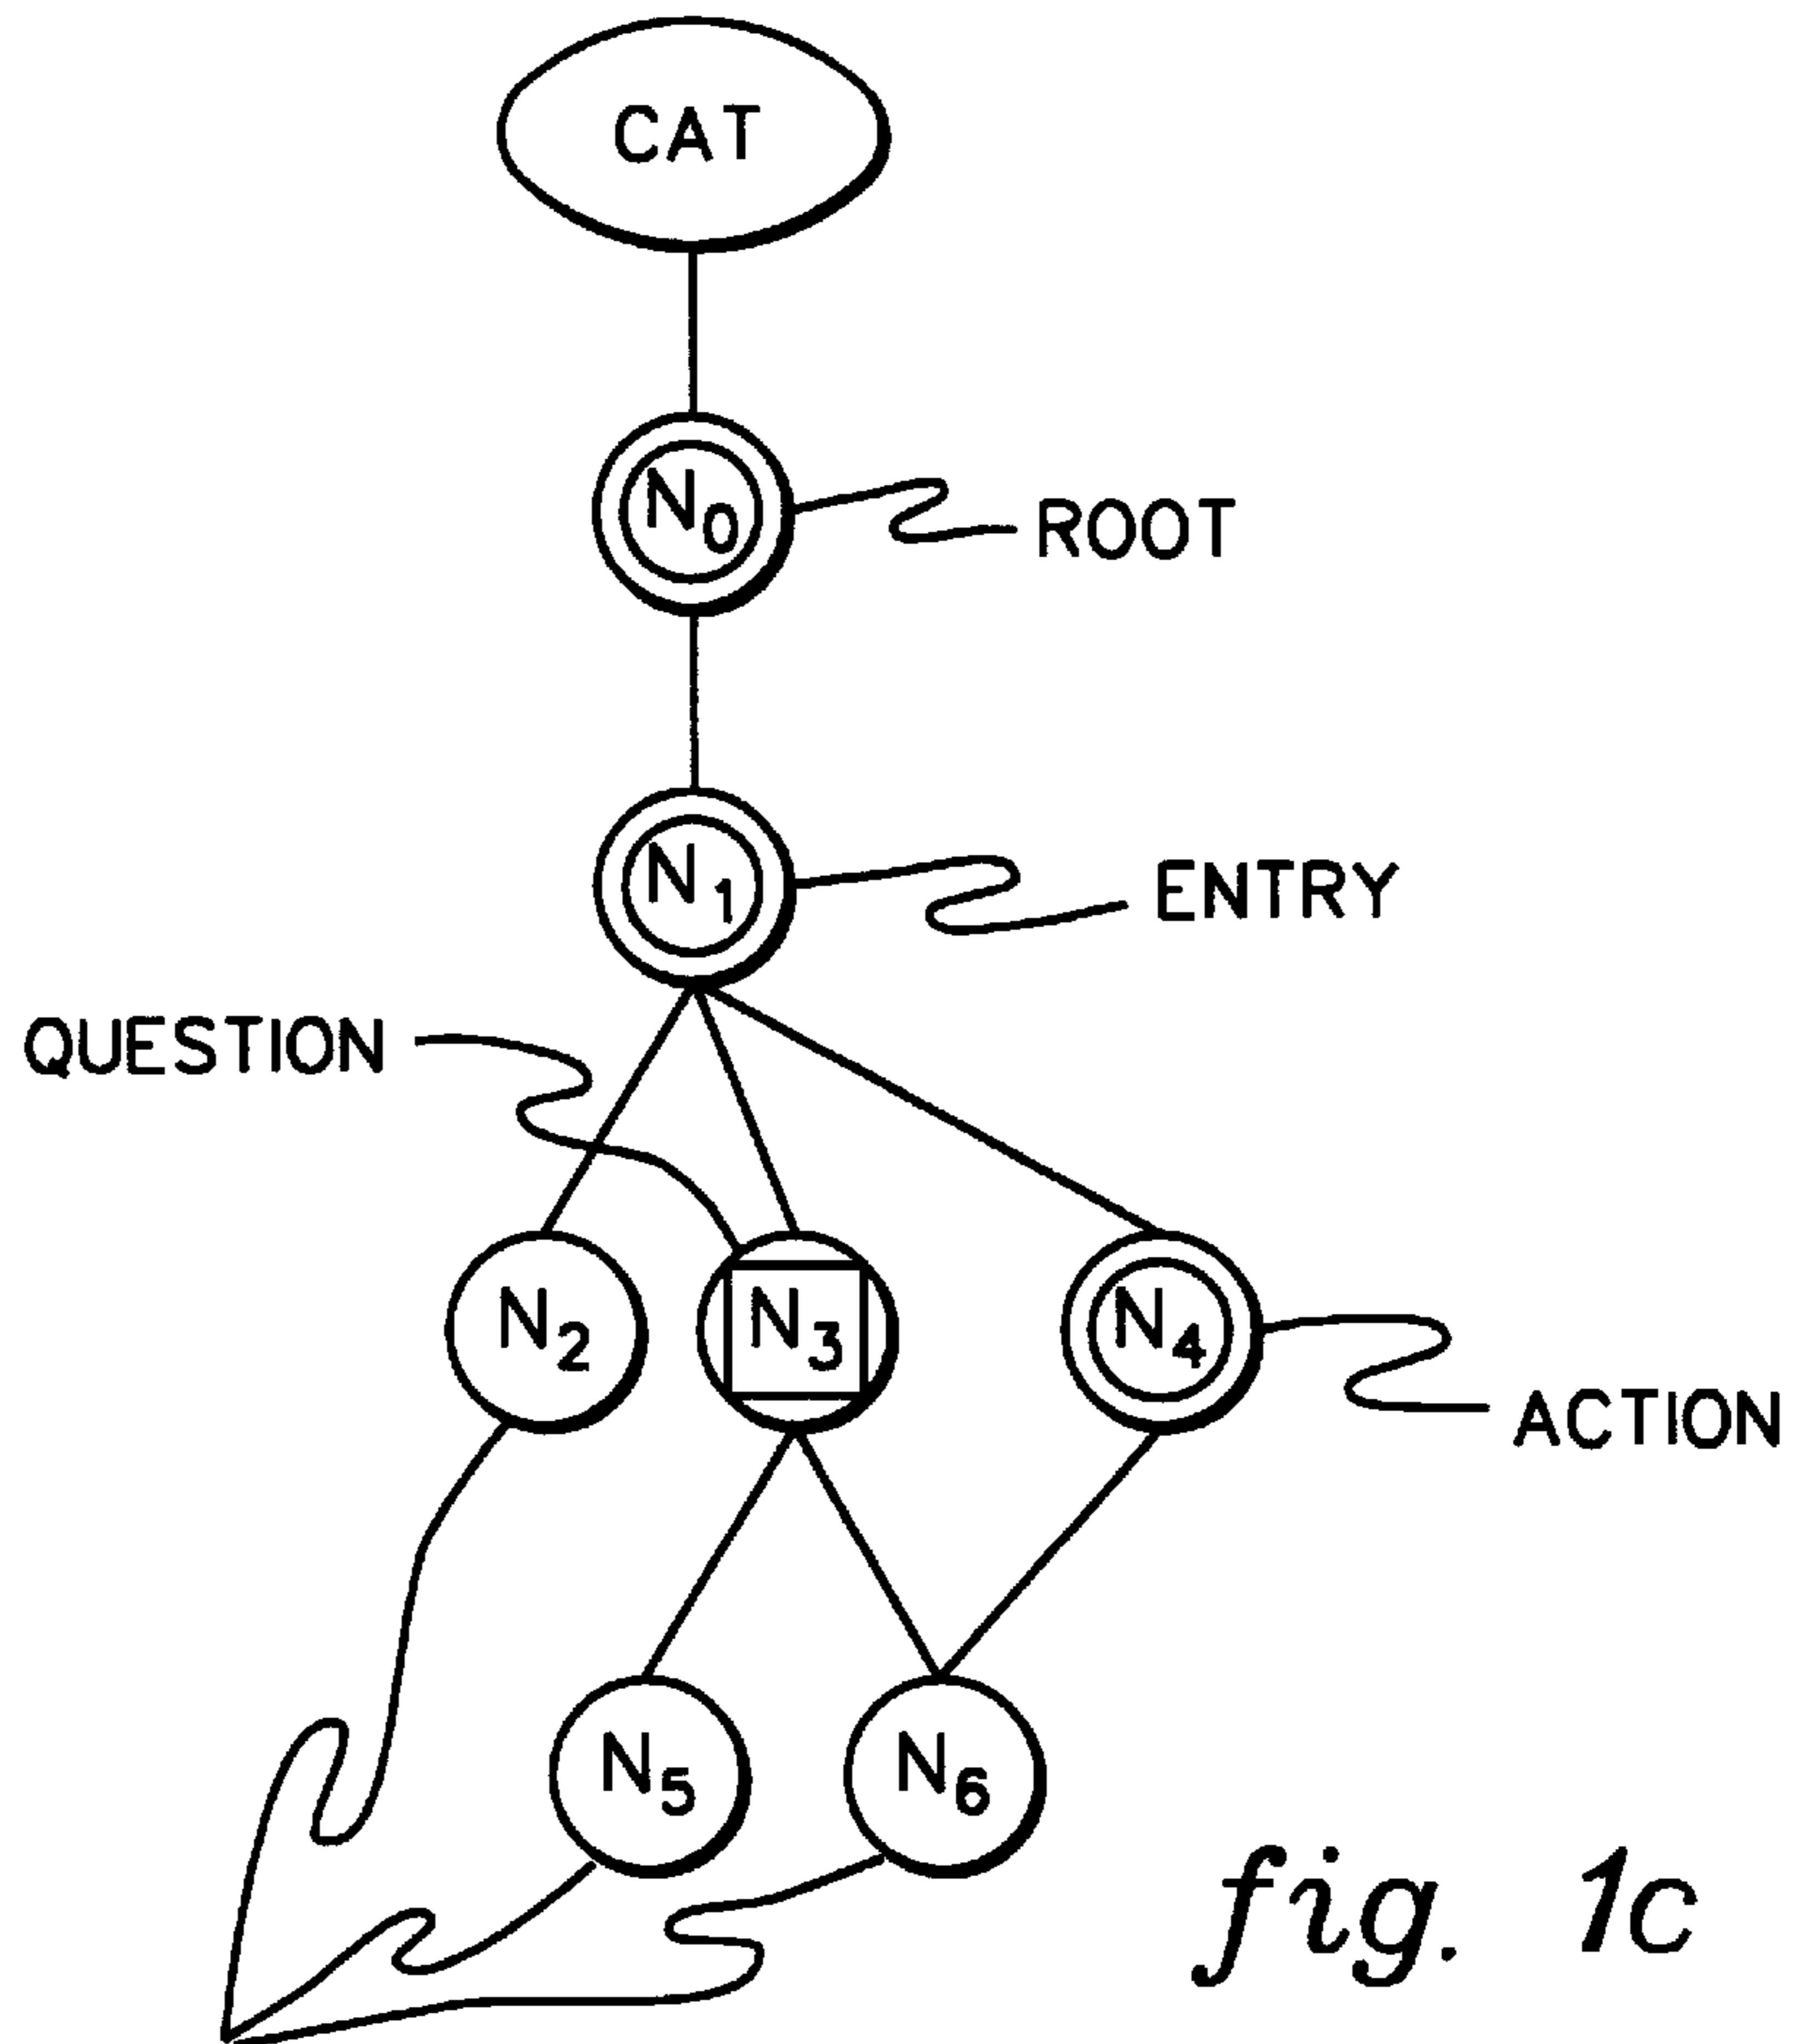 CAT
N0
ROOT
N1
ENTRY
QUESTION
N2
N3
N4
ACTION
N5
N6
fig. 1c